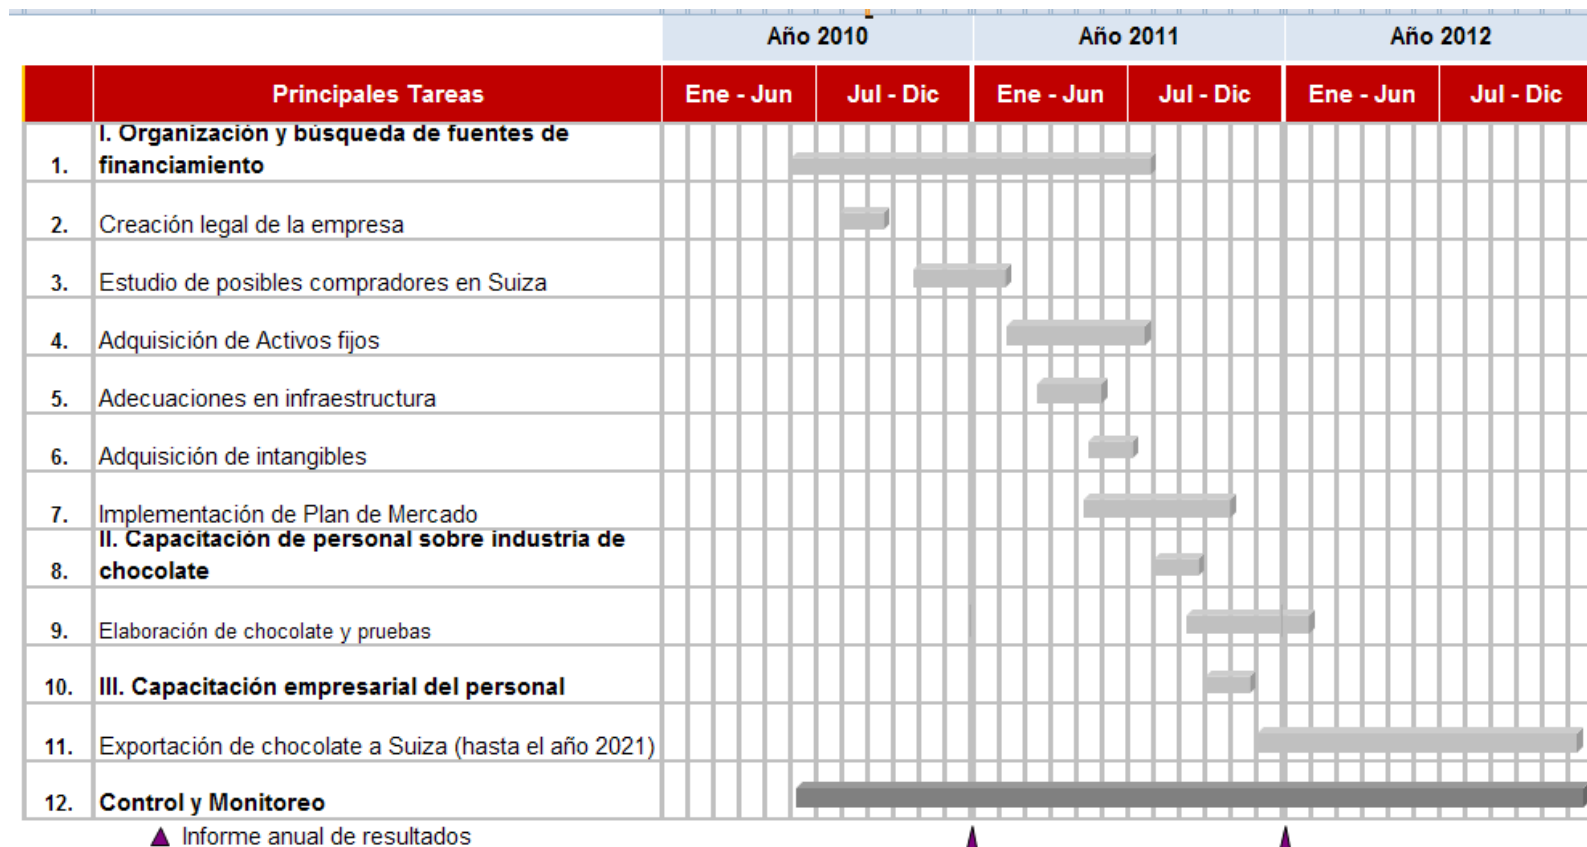 Año 2010 Año 2011 Año 2012
Principales Tareas Ene - Jun Jul - Dic Ene - Jun Jul - Dic Ene - Jun Jul - Dic
I. Organización y búsqueda de fuentes de
1. financiamiento
2. Creación legal de la empresa
3. Estudio de posibles compradores en Suiza
4. Adquisición de Activos fijos
5. Adecuaciones en infraestructura
6. Adquisición de intangibles
7. Implementación de Plan de Mercado
II. Capacitación de personal sobre industria de
8. chocolate
9. Elaboración de chocolate y pruebas
10. III. Capacitación empresarial del personal
11. Exportación de chocolate a Suiza (hasta el año 2021)
12. Control y Monitoreo
Informe anual de resultados